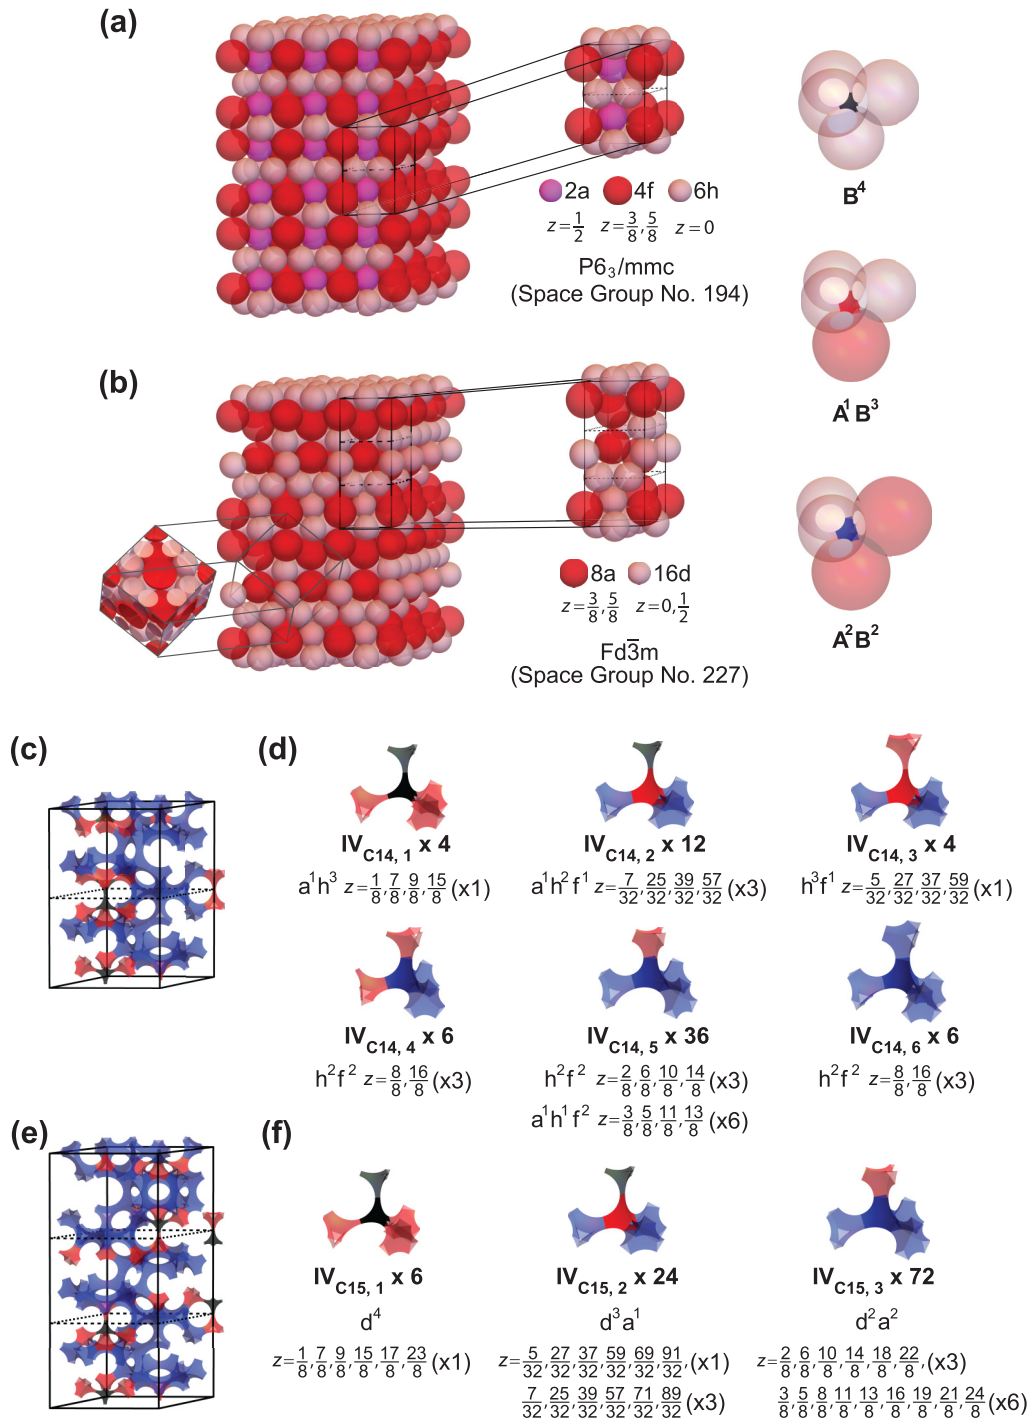 (a)
2a 4f 6h
z=1/2 z=3/8,5/8 z=0
P6₃/mmc
(Space Group No. 194)
B⁴
A¹B³
A²B²
(b)
8a 16d
z=3/8,5/8 z=0,1/2
Fd3̅m
(Space Group No. 227)
(c)
(d)
IV_C14, 1 x 4
a¹h³ z=1/8,7/8,9/8,15/8(x1)
IV_C14, 2 x 12
a¹h²f¹ z=7/32,25/32,39/32,57/32(x3)
IV_C14, 3 x 4
h³f¹ z=5/32,27/32,37/32,59/32(x1)
IV_C14, 4 x 6
h²f² z=8/8,16/8(x3)
IV_C14, 5 x 36
h²f² z=2/8,6/8,10/8,14/8(x3)
a¹h¹f² z=3/8,5/8,11/8,13/8(x6)
IV_C14, 6 x 6
h²f² z=8/8,16/8(x3)
(e)
(f)
IV_C15, 1 x 6
d⁴
z=1/8,7/8,9/8,15/8,17/8,23/8(x1)
IV_C15, 2 x 24
d³a¹
z=5/32,27/32,37/32,59/32,69/32,91/32,(x1)
7/32,25/32,39/32,57/32,71/32,89/32(x3)
IV_C15, 3 x 72
d²a²
z=2/8,6/8,10/8,14/8,18/8,22/8,(x3)
3/8,5/8,8/8,11/8,13/8,16/8,19/8,21/8,24/8(x6)